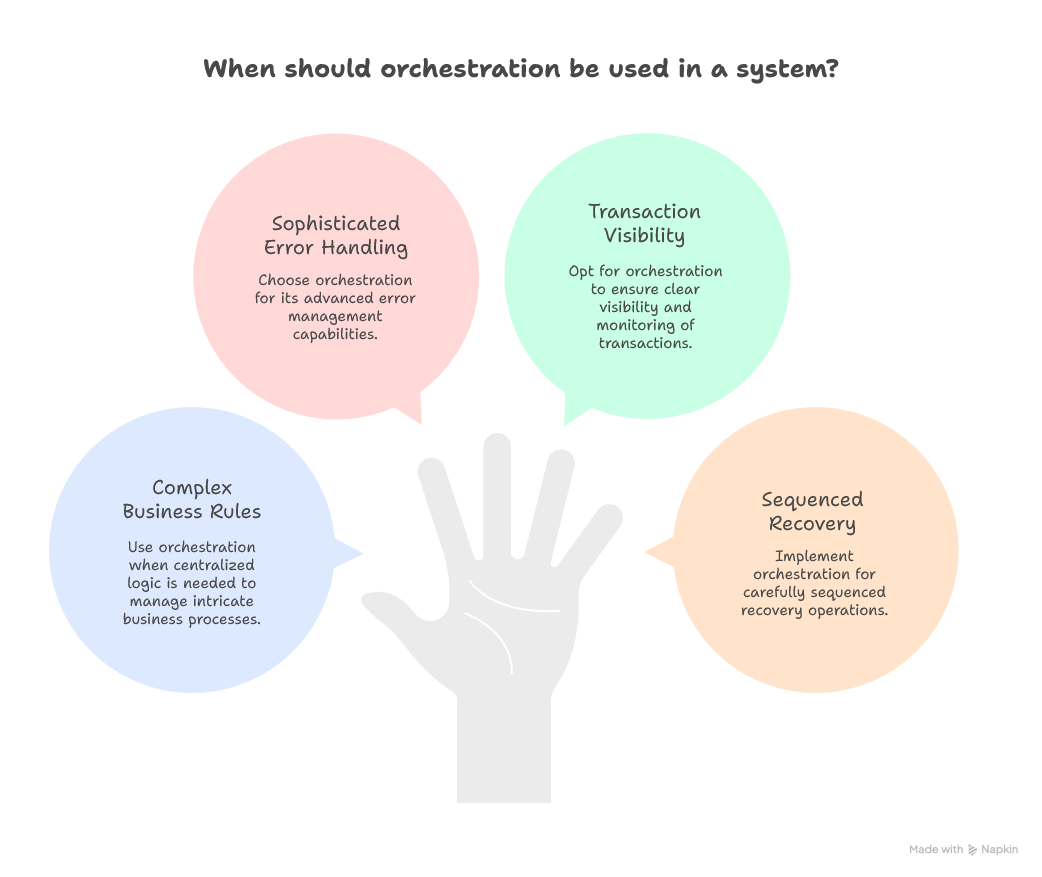 When should orchestration be used in a system?
Sophisticated
Error Handling
Choose orchestration
for its advanced error
management
capabilities.
Transaction
Visibility
Opt for orchestration
to ensure clear
visibility and
monitoring of
transactions.
Complex
Business Rules
Use orchestration
when centralized
logic is needed to
manage intricate
business processes.
Sequenced
Recovery
Implement
orchestration for
carefully sequenced
recovery operations.
Made with Napkin